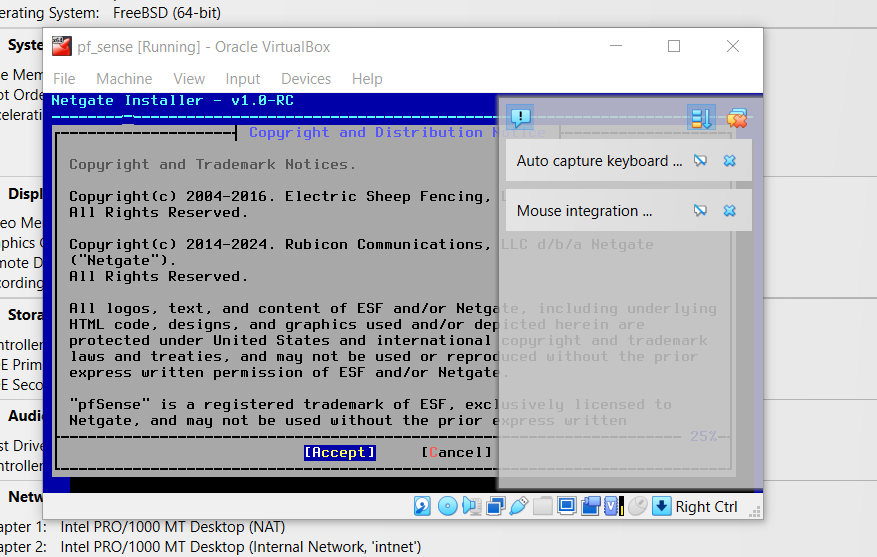 erating System: FreeBSD (64-bit)
Syste
pf_sense [Running] - Oracle VirtualBox
File Machine View Input Devices Help
Netgate Installer - v1.0-RC
Copyright and Distribution Notice
Copyright and Trademark Notices.
Copyright(c) 2004-2016. Electric Sheep Fencing,
All Rights Reserved.
Copyright(c) 2014-2024. Rubicon Communications, LLC d/b/a Netgate
("Netgate").
All Rights Reserved.
All logos, text, and content of ESF and/or Netgate, including underlying
HTML code, designs, and graphics used and/or depicted herein are
protected under United States and international copyright and trademark
laws and treaties, and may not be used or reproduced without the prior
express written permission of ESF and/or Netgate.
"pfSense" is a registered trademark of ESF, exclusively licensed to
Netgate, and may not be used without the prior express written
25%
[Accept] [Cancel]
Auto capture keyboard ...
Mouse integration ...
Right Ctrl
e Mem
ot Orde
celerati
Displ
eo Me
phics C
mote D
cording
Stora
ntroller
E Prim
E Seco
Audi
st Drive
ntroller
Netw
apter 1: Intel PRO/1000 MT Desktop (NAT)
apter 2: Intel PRO/1000 MT Desktop (Internal Network, 'intnet')